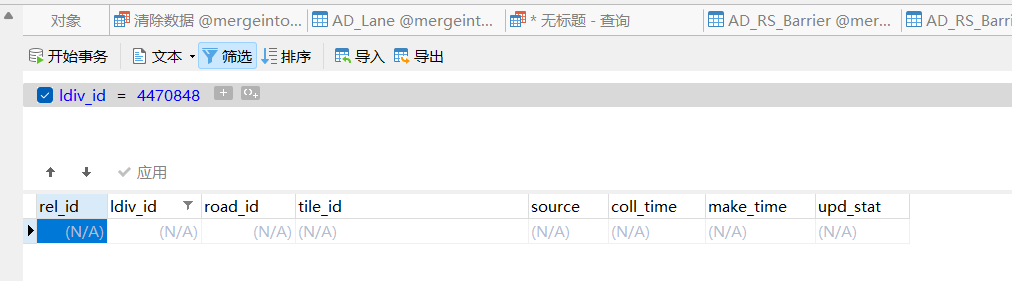 对象 清除数据 @mergeinto... AD_Lane @mergeint... * 无标题 - 查询 AD_RS_Barrier @mer... AD_RS_Barri
开始事务 文本 筛选 排序 导入 导出
ldiv_id = 4470848
应用
rel_id ldiv_id road_id tile_id source coll_time make_time upd_stat
(N/A) (N/A) (N/A) (N/A) (N/A) (N/A) (N/A) (N/A)